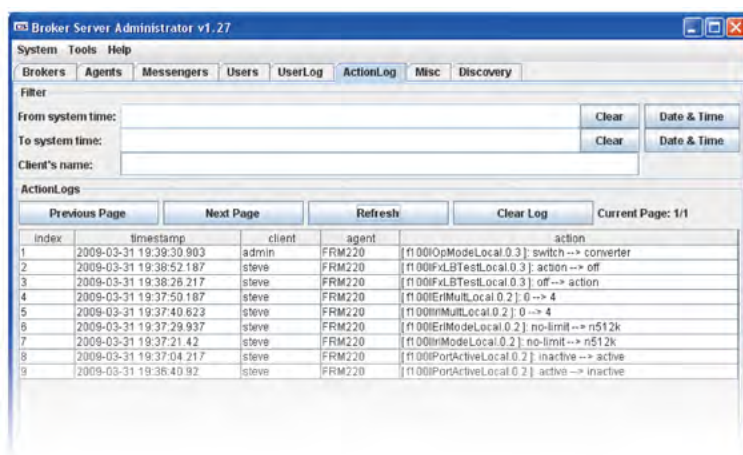 Broker Server Administrator v1.27
System Tools Help
Brokers Agents Messengers Users UserLog ActionLog Misc Discovery
Filter
From system time: Clear Date & Time
To system time: Clear Date & Time
Client's name:
ActionLogs
Previous Page Next Page Refresh Clear Log Current Page: 1/1
index timestamp client agent action
1 2009-03-31 19:39:30.903 admin FRM220 [ f100lOpModeLocal.0.3 ]: switch --> converter
2 2009-03-31 19:38:52.187 steve FRM220 [ f100lFxLBTestLocal.0.3 ]: action --> off
3 2009-03-31 19:38:26.217 steve FRM220 [ f100lFxLBTestLocal.0.3 ]: off --> action
4 2009-03-31 19:37:50.187 steve FRM220 [ f100lErlMultLocal.0.2 ]: 0 --> 4
5 2009-03-31 19:37:40.623 steve FRM220 [ f100lIrlMultLocal.0.2 ]: 0 --> 4
6 2009-03-31 19:37:29.937 steve FRM220 [ f100lErlModeLocal.0.2 ]: no-limit --> n512k
7 2009-03-31 19:37:21.42 steve FRM220 [ f100lIrlModeLocal.0.2 ]: no-limit --> n512k
8 2009-03-31 19:37:04.217 steve FRM220 [ f100lPortActiveLocal.0.2 ]: inactive --> active
9 2009-03-31 19:36:40.92 steve FRM220 [ f100lPortActiveLocal.0.2 ]: active --> inactive